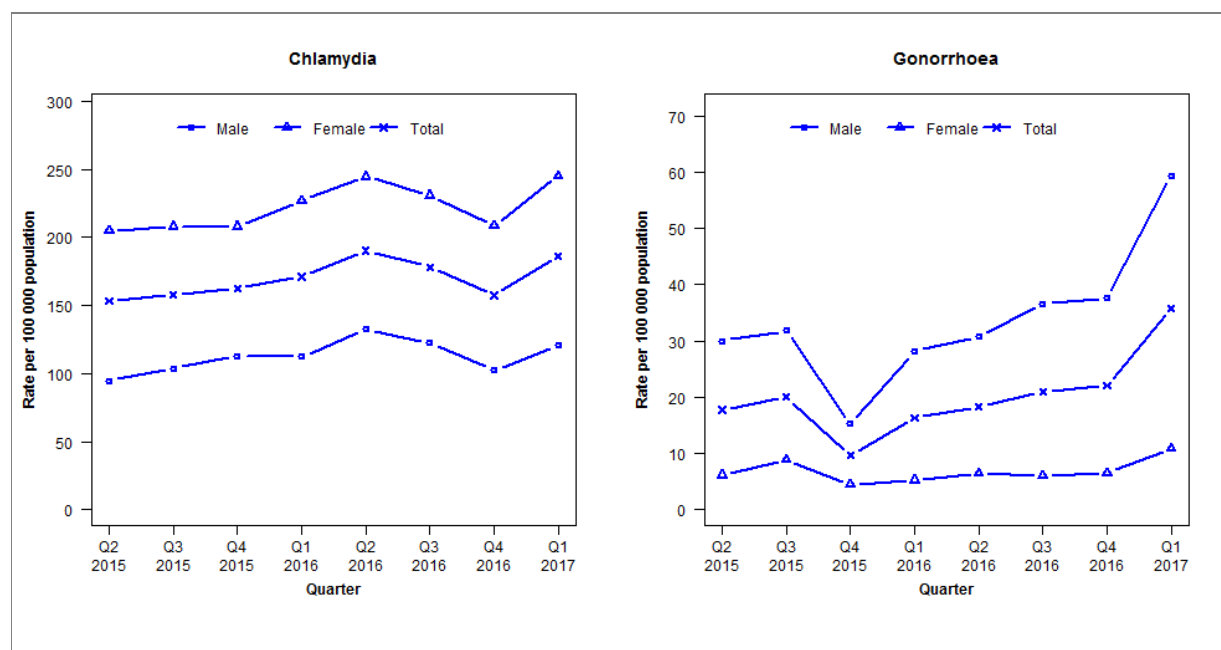 Chlamydia
Rate per 100 000 population
300
250
200
150
100
50
0
Male Female Total
Q2 Q3 Q4 Q1 Q2 Q3 Q4 Q1
2015 2015 2015 2016 2016 2016 2016 2017
Quarter
Gonorrhoea
Rate per 100 000 population
70
60
50
40
30
20
10
0
Male Female Total
Q2 Q3 Q4 Q1 Q2 Q3 Q4 Q1
2015 2015 2015 2016 2016 2016 2016 2017
Quarter